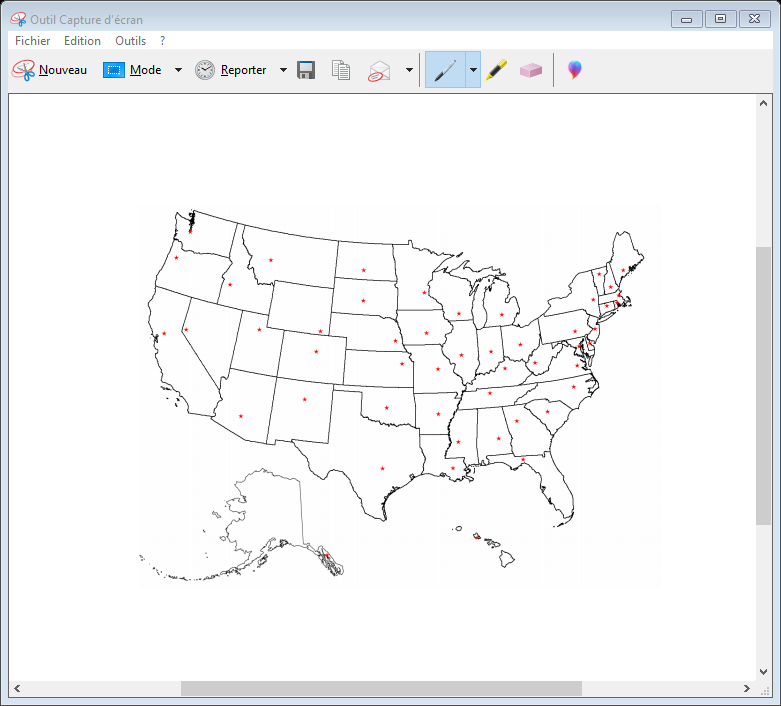 Outil Capture d'écran
Fichier Edition Outils ?
Nouveau Mode Reporter